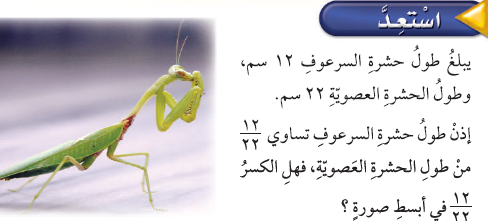 اسْتَعِدَّ
يبلغُ طولُ حشرةِ السرعوفِ ١٢ سم،
وطولُ الحشرةِ العصويّةِ ٢٢ سم.
إذنْ طولُ حشرةِ السرعوفِ تساوي ١٢/٢٢
منْ طولِ الحشرةِ العَصويّة، فهلِ الكسرُ
١٢/٢٢ في أبسطِ صورةٍ ؟